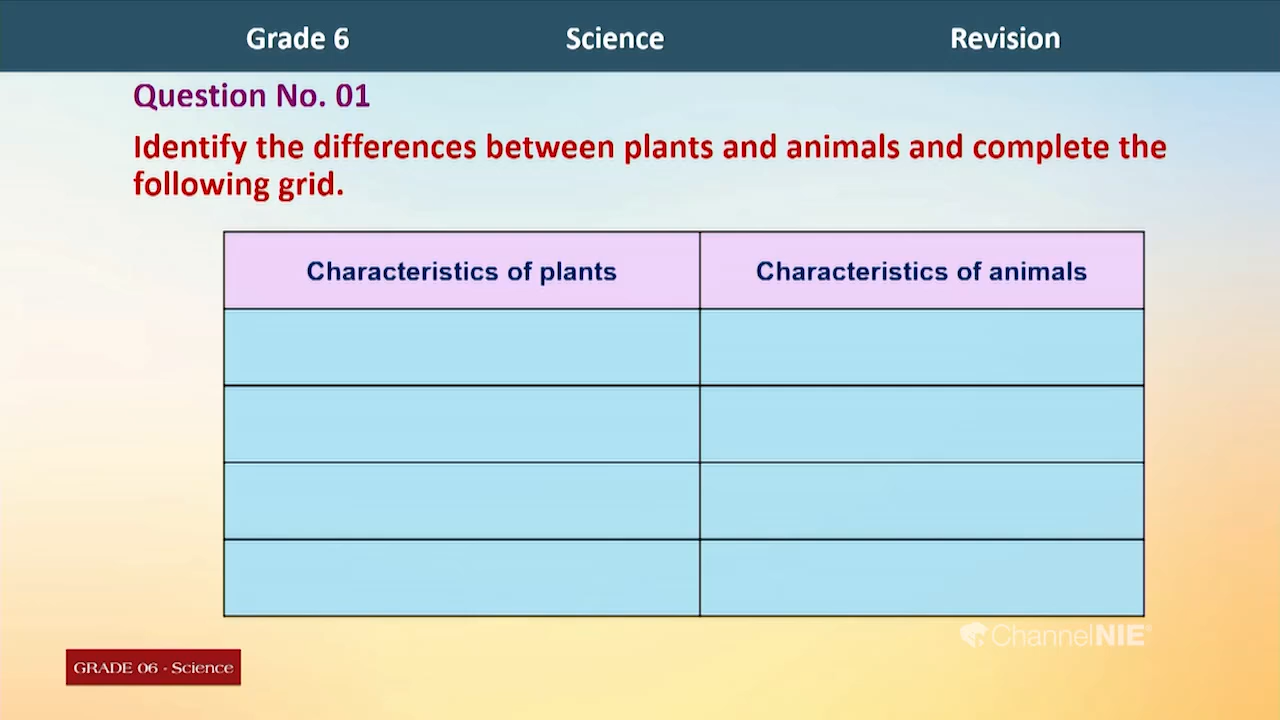 Grade 6 Science Revision
Question No. 01
Identify the differences between plants and animals and complete the
following grid.
Characteristics of plants Characteristics of animals
ChannelNIE
GRADE 06 - Science